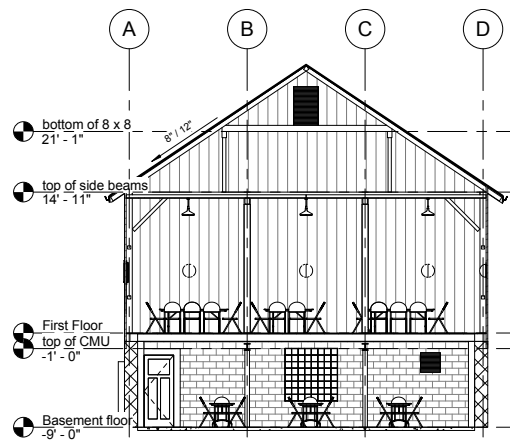 A B C D
bottom of 8 x 8
21' - 1"
8" / 12"
top of side beams
14' - 11"
First Floor
top of CMU
-1' - 0"
Basement floor
-9' - 0"